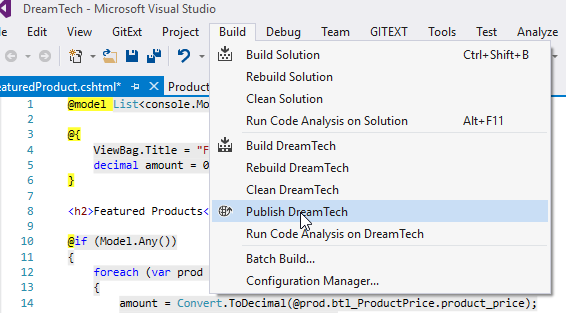 DreamTech - Microsoft Visual Studio
View GitExt Project Build Debug Team GITEXT Tools Test Analyze
eaturedProduct.cshtml* Product
Build Solution Ctrl+Shift+B
Rebuild Solution
Clean Solution
Run Code Analysis on Solution Alt+F11
Build DreamTech
Rebuild DreamTech
Clean DreamTech
Publish DreamTech
Run Code Analysis on DreamTech
Batch Build...
Configuration Manager...
1 @model List<console.Mo
2
3 @{
4 ViewBag.Title = "F
5 decimal amount = 0
6 }
7
8 <h2>Featured Products<
9
10 @if (Model.Any())
11 {
12 foreach (var prod
13 {
14 amount = Convert.ToDecimal(@prod.btl_ProductPrice.product_price);